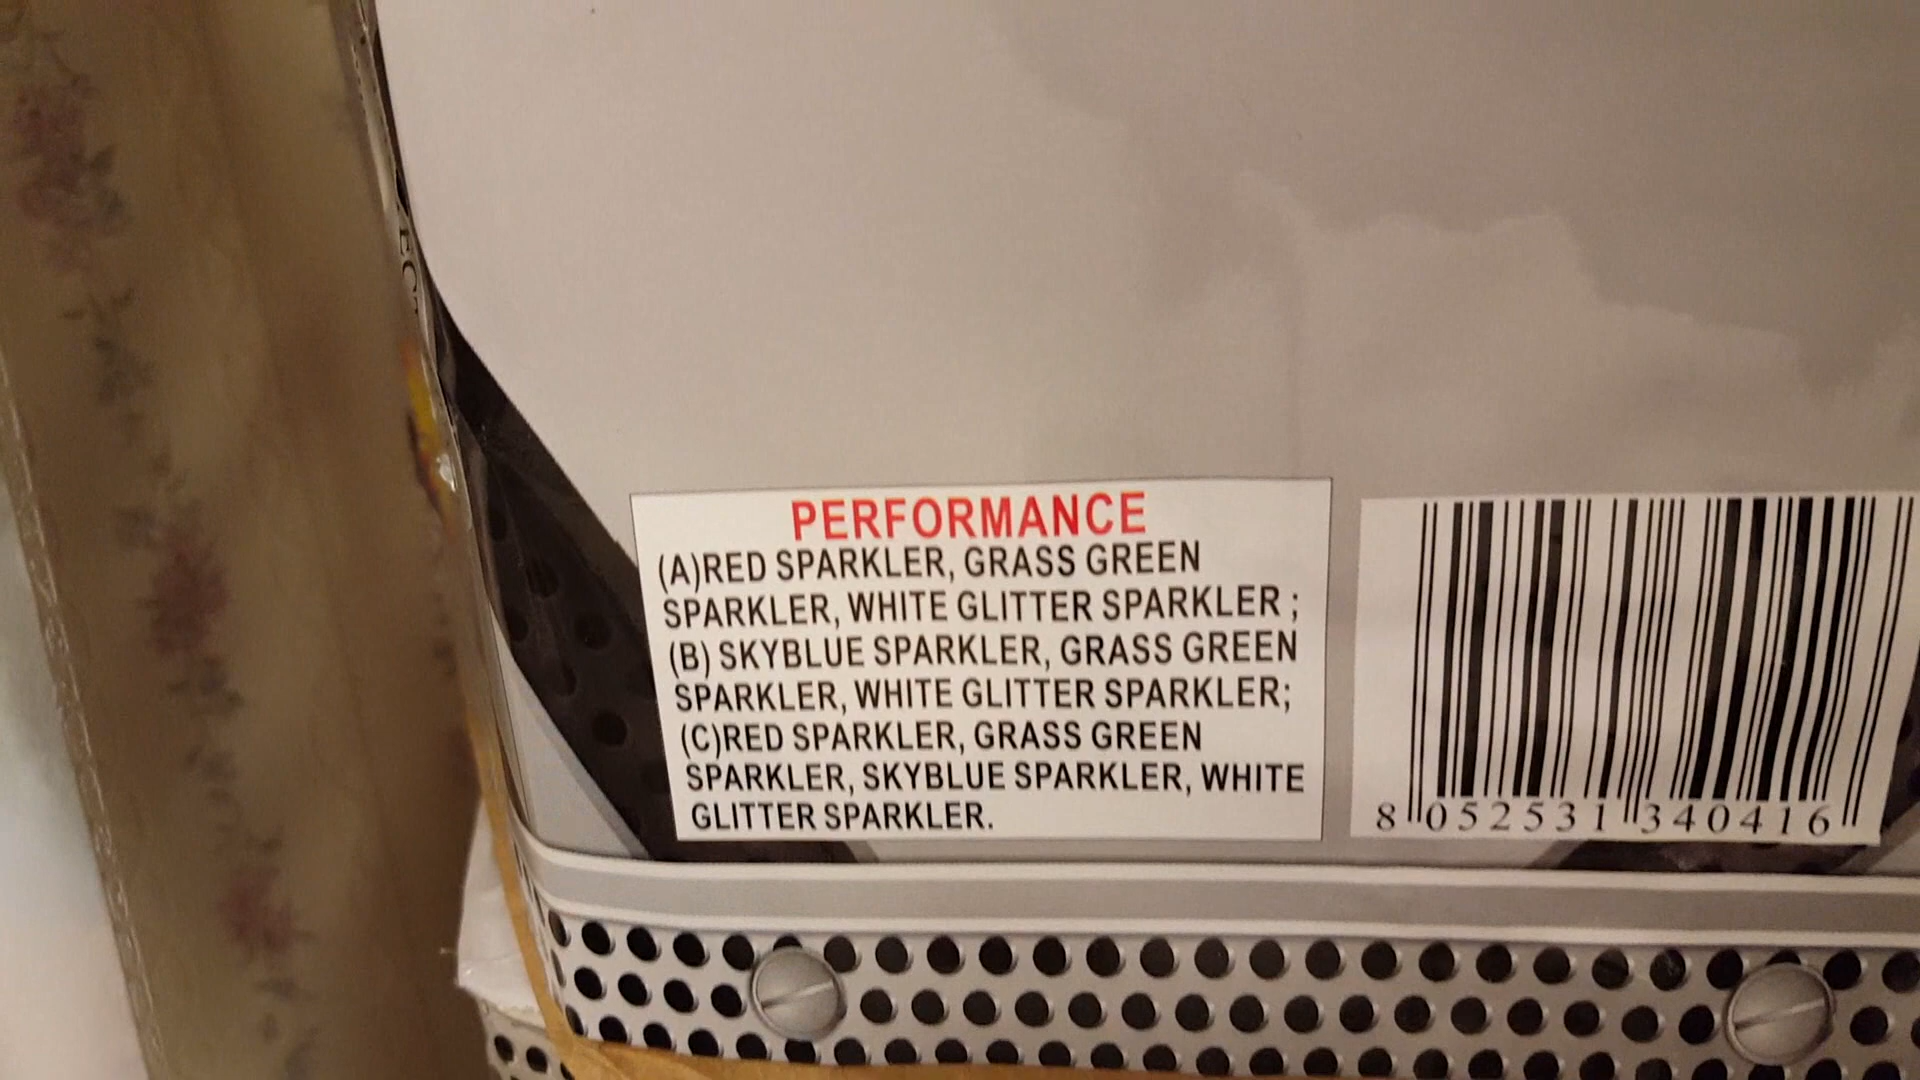 PERFORMANCE
(A)RED SPARKLER, GRASS GREEN
SPARKLER, WHITE GLITTER SPARKLER ;
(B) SKYBLUE SPARKLER, GRASS GREEN
SPARKLER, WHITE GLITTER SPARKLER;
(C)RED SPARKLER, GRASS GREEN
SPARKLER, SKYBLUE SPARKLER, WHITE
GLITTER SPARKLER.
8 052531 340416